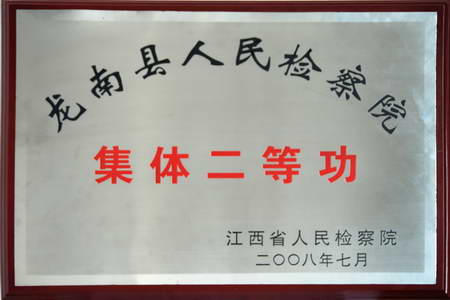 龙南县人民检察院
集体二等功
江西省人民检察院
二〇〇八年七月